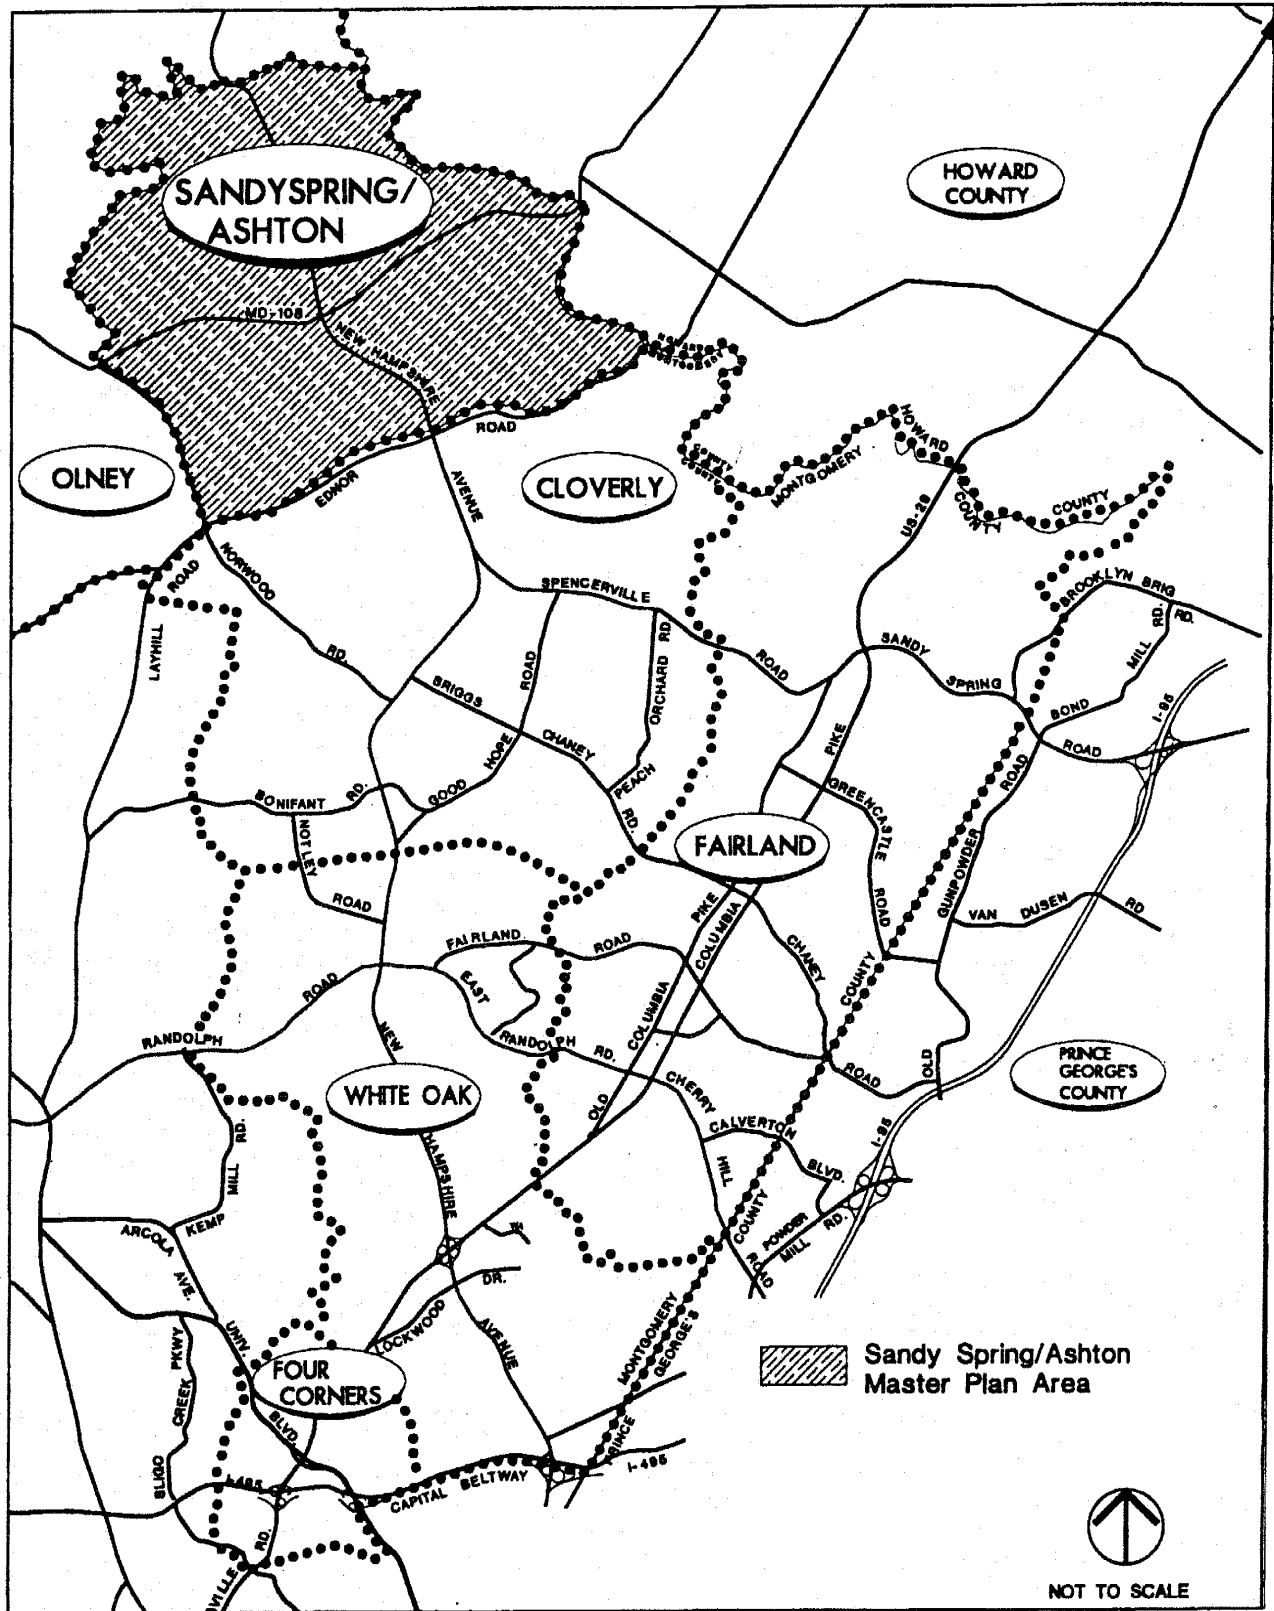 SANDYSPRING/
ASHTON
HOWARD
COUNTY
MD-108
NEW HAMPSHIRE
HOWARD
MONTGOMERY
ROAD
EDNOR
OLNEY
CLOVERLY
AVENUE
COUNTY
COUNTY
MONTGOMERY
HOWARD
COUNTY
COUNTY
US-29
ROAD
NORWOOD
RD.
LAYHILL
SPENCERVILLE
ROAD
SANDY
SPRING
ROAD
BROOKLYN BRIG
RD.
MILL
RD.
BOND
I-95
BRIGGS
CHANEY
RD.
ROAD
HOPE
GOOD
ORCHARD
RD.
PEACH
PIKE
BONIFANT
RD.
NOTLEY
ROAD
GREENCASTLE
ROAD
GUNPOWDER
ROAD
FAIRLAND
VAN DUSEN RD
PIKE
COLUMBIA
FAIRLAND
ROAD
EAST
CHANEY
COUNTY
ROAD
RANDOLPH
NEW
RANDOLPH
RD.
COLUMBIA
OLD
CHERRY
HILL
ROAD
ROAD
OLD
PRINCE
GEORGE'S
COUNTY
WHITE OAK
CALVERTON
BLVD.
I-95
MILL
RD.
HAMPSHIRE
ARCOLA
AVE.
KEMP
COUNTY
POWDER
MILL
RD.
DR.
LOCKWOOD
AVENUE
UNIV.
BLVD.
PKWY
CREEK
SLIGO
FOUR
CORNERS
MONTGOMERY
GEORGE'S
PRINCE
Sandy Spring/Ashton
Master Plan Area
I-495
CAPITAL BELTWAY
I-495
RD.
VILLE
NOT TO SCALE